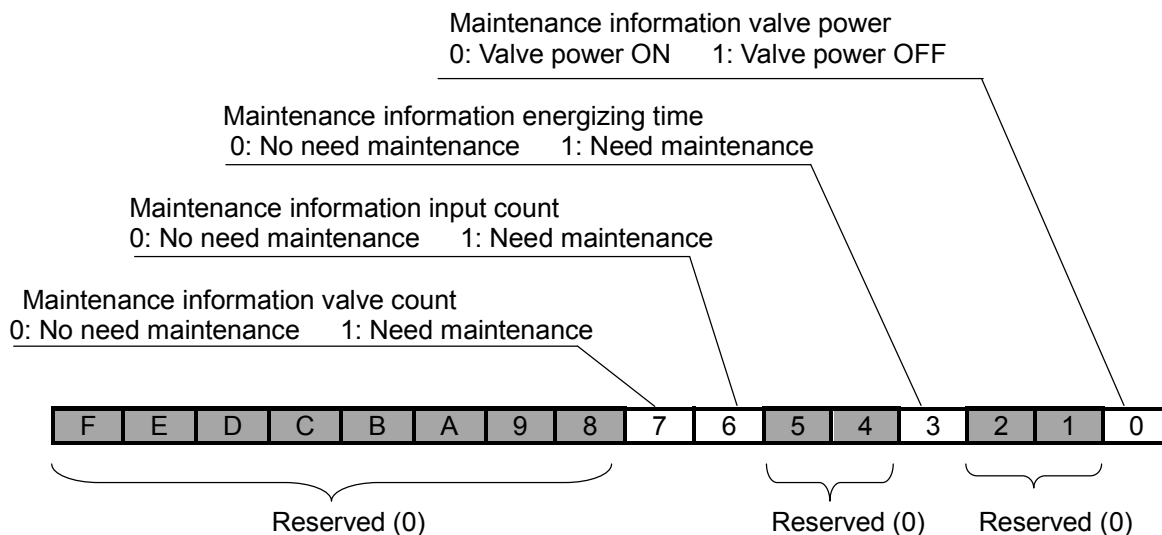 Maintenance information valve power
0: Valve power ON 1: Valve power OFF
Maintenance information energizing time
0: No need maintenance 1: Need maintenance
Maintenance information input count
0: No need maintenance 1: Need maintenance
Maintenance information valve count
0: No need maintenance 1: Need maintenance
F E D C B A 9 8 7 6 5 4 3 2 1 0
Reserved (0) Reserved (0) Reserved (0)